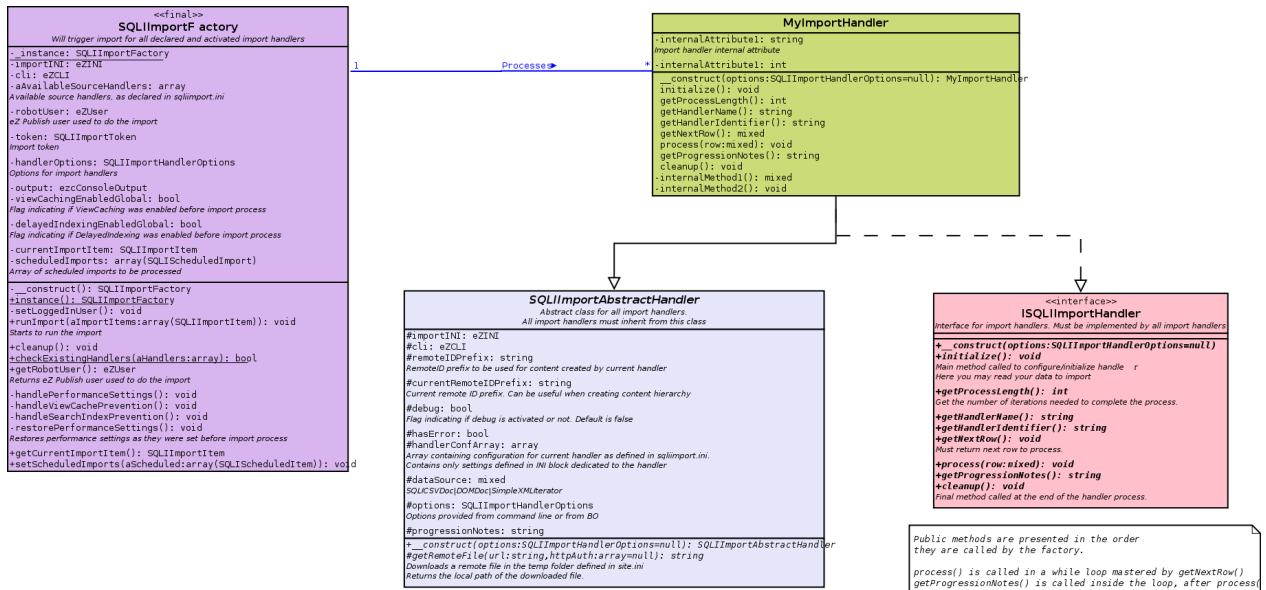 <<final>>
SQLIImportF actory
Will trigger import for all declared and activated import handlers
-_instance: SQLIImportFactory
-importINI: eZINI
-cli: eZCLI
-aAvailableSourceHandlers: array
Available source handlers, as declared in sqliimport.ini
-robotUser: eZUser
eZ Publish user used to do the import
-token: SQLIImportToken
Import token
-handlerOptions: SQLIImportHandlerOptions
Options for import handlers
-output: ezcConsoleOutput
-viewCachingEnabledGlobal: bool
Flag indicating if ViewCaching was enabled before import process
-delayedIndexingEnabledGlobal: bool
Flag indicating if DelayedIndexing was enabled before import process
-currentImportItem: SQLIImportItem
-scheduledImports: array(SQLIScheduledImport)
Array of scheduled imports to be processed
-__construct(): SQLIImportFactory
+instance(): SQLIImportFactory
-setLoggedInUser(): void
+runImport(aImportItems:array(SQLIImportItem)): void
Starts to run the import
+cleanup(): void
+checkExistingHandlers(aHandlers:array): bool
+getRobotUser(): eZUser
Returns eZ Publish user used to do the import
-handlePerformanceSettings(): void
-handleViewCachePrevention(): void
-handleSearchIndexPrevention(): void
-restorePerformanceSettings(): void
Restores performance settings as they were set before import process
+getCurrentImportItem(): SQLIImportItem
+setScheduledImports(aScheduled:array(SQLIScheduledItem)): void
1
Processes
*
MyImportHandler
-internalAttribute1: string
Import handler internal attribute
-internalAttribute1: int
__construct(options:SQLIImportHandlerOptions=null): MyImportHandler
initialize(): void
getProcessLength(): int
getHandlerName(): string
getHandlerIdentifier(): string
getNextRow(): mixed
process(row:mixed): void
getProgressionNotes(): string
cleanup(): void
-internalMethod1(): mixed
-internalMethod2(): void
SQLIImportAbstractHandler
Abstract class for all import handlers.
All import handlers must inherit from this class
#importINI: eZINI
#cli: eZCLI
#remoteIDPrefix: string
RemoteID prefix to be used for content created by current handler
#currentRemoteIDPrefix: string
Current remote ID prefix. Can be useful when creating content hierarchy
#debug: bool
Flag indicating if debug is activated or not. Default is false
#hasError: bool
#handlerConfArray: array
Array containing configuration for current handler as defined in sqliimport.ini.
Contains only settings defined in INI block dedicated to the handler
#dataSource: mixed
SQLICSVDoc|DOMDoc|SimpleXMLIterator
#options: SQLIImportHandlerOptions
Options provided from command line or from BO
#progressionNotes: string
+__construct(options:SQLIImportHandlerOptions=null): SQLIImportAbstractHandler
#getRemoteFile(url:string,httpAuth:array=null): string
Downloads a remote file in the temp folder defined in site.ini
Returns the local path of the downloaded file.
<<interface>>
ISQLIImportHandler
Interface for import handlers. Must be implemented by all import handlers
+__construct(options:SQLIImportHandlerOptions=null)
+initialize(): void
Main method called to configure/initialize handle r
Here you may read your data to import
+getProcessLength(): int
Get the number of iterations needed to complete the process.
+getHandlerName(): string
+getHandlerIdentifier(): string
+getNextRow(): void
Must return next row to process.
+process(row:mixed): void
+getProgressionNotes(): string
+cleanup(): void
Final method called at the end of the handler process.
Public methods are presented in the order
they are called by the factory.
process() is called in a while loop mastered by getNextRow()
getProgressionNotes() is called inside the loop, after process(